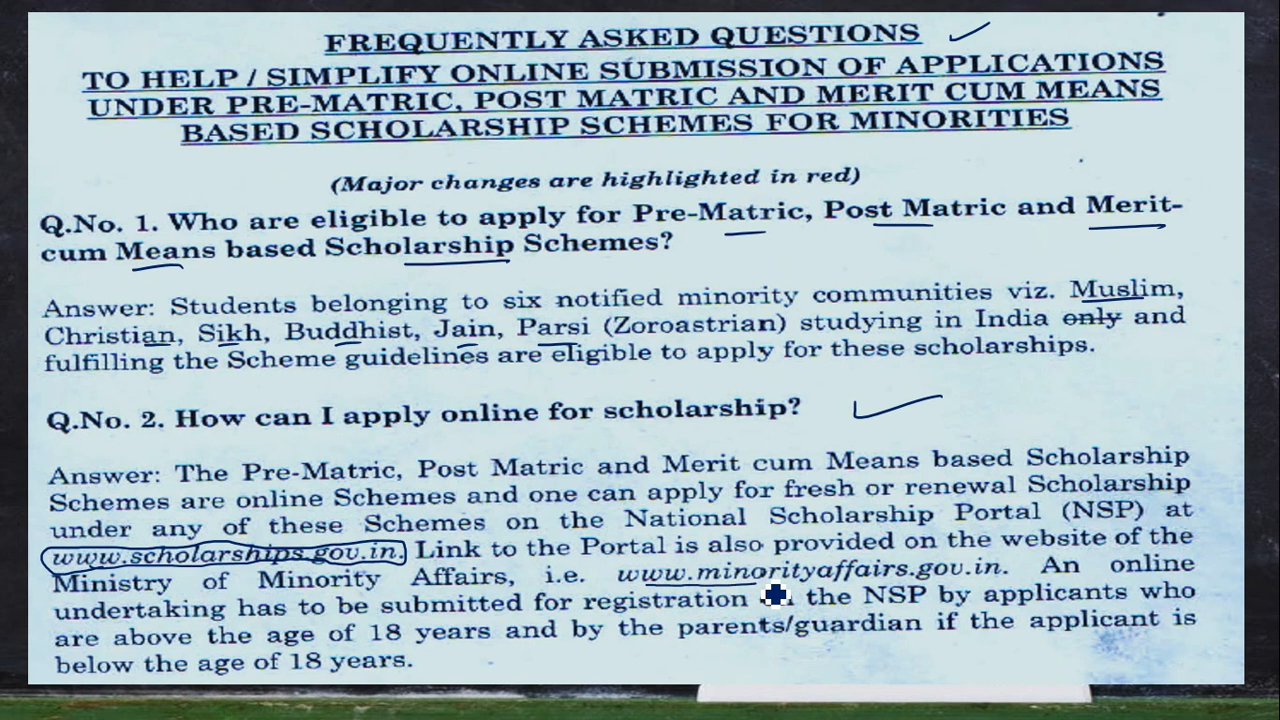 FREQUENTLY ASKED QUESTIONS
TO HELP / SIMPLIFY ONLINE SUBMISSION OF APPLICATIONS
UNDER PRE-MATRIC, POST MATRIC AND MERIT CUM MEANS
BASED SCHOLARSHIP SCHEMES FOR MINORITIES
(Major changes are highlighted in red)
Q.No. 1. Who are eligible to apply for Pre-Matric, Post Matric and Merit-
cum Means based Scholarship Schemes?
Answer: Students belonging to six notified minority communities viz. Muslim,
Christian, Sikh, Buddhist, Jain, Parsi (Zoroastrian) studying in India only and
fulfilling the Scheme guidelines are eligible to apply for these scholarships.
Q.No. 2. How can I apply online for scholarship?
Answer: The Pre-Matric, Post Matric and Merit cum Means based Scholarship
Schemes are online Schemes and one can apply for fresh or renewal Scholarship
under any of these Schemes on the National Scholarship Portal (NSP) at
www.scholarships.gov.in. Link to the Portal is also provided on the website of the
Ministry of Minority Affairs, i.e. www.minorityaffairs.gov.in. An online
undertaking has to be submitted for registration the NSP by applicants who
are above the age of 18 years and by the parents/guardian if the applicant is
below the age of 18 years.